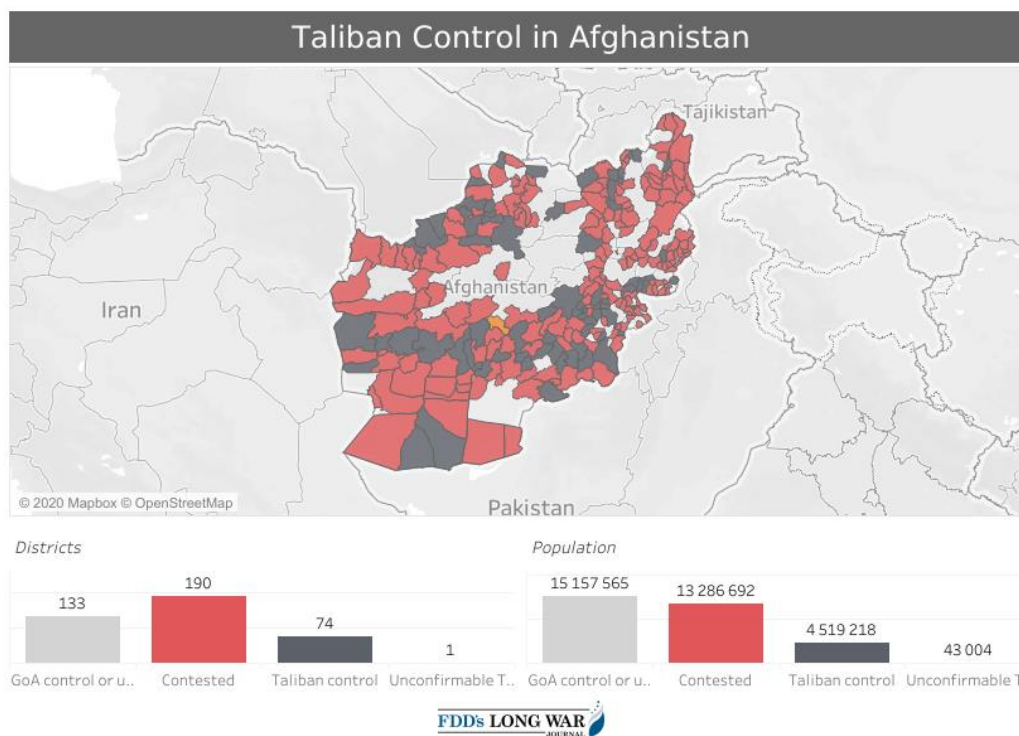 Taliban Control in Afghanistan
Tajikistan
Afghanistan
Iran
© 2020 Mapbox © OpenStreetMap
Pakistan
Districts
133
190
74
1
GoA control or u..
Contested
Taliban control
Unconfirmable T..
Population
15 157 565
13 286 692
4 519 218
43 004
GoA control or u..
Contested
Taliban control
Unconfirmable T
FDD's LONG WAR
JOURNAL